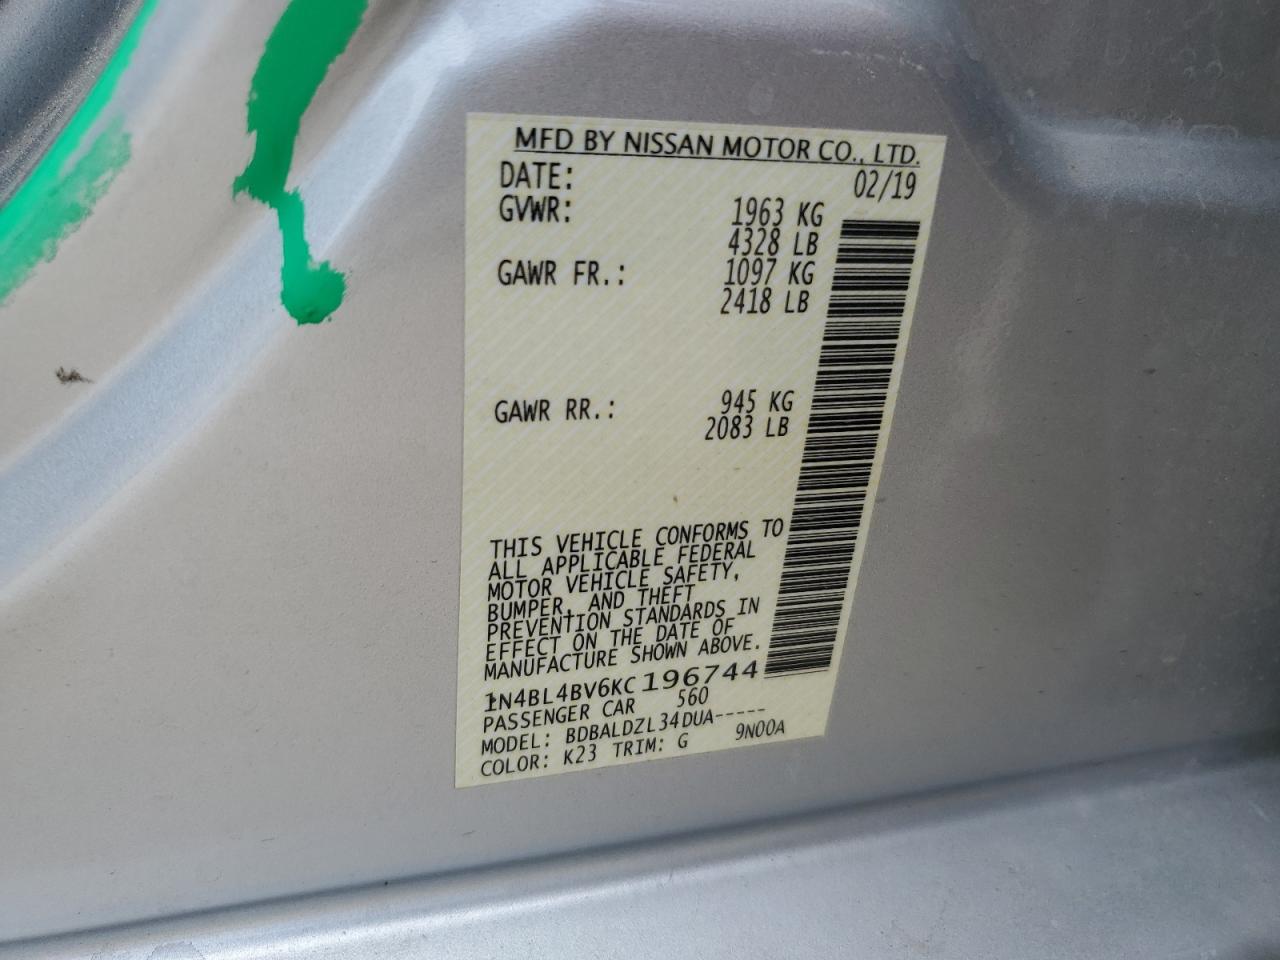 MFD BY NISSAN MOTOR CO., LTD.
DATE: 02/19
GVWR: 1963 KG
4328 LB
GAWR FR.: 1097 KG
2418 LB
GAWR RR.: 945 KG
2083 LB
THIS VEHICLE CONFORMS TO
ALL APPLICABLE FEDERAL
MOTOR VEHICLE SAFETY,
BUMPER, AND THEFT
PREVENTION STANDARDS IN
EFFECT ON THE DATE OF
MANUFACTURE SHOWN ABOVE.
1N4BL4BV6KC196744
PASSENGER CAR 560
MODEL: BDBALDZL34DUA-----
COLOR: K23 TRIM: G 9N00A